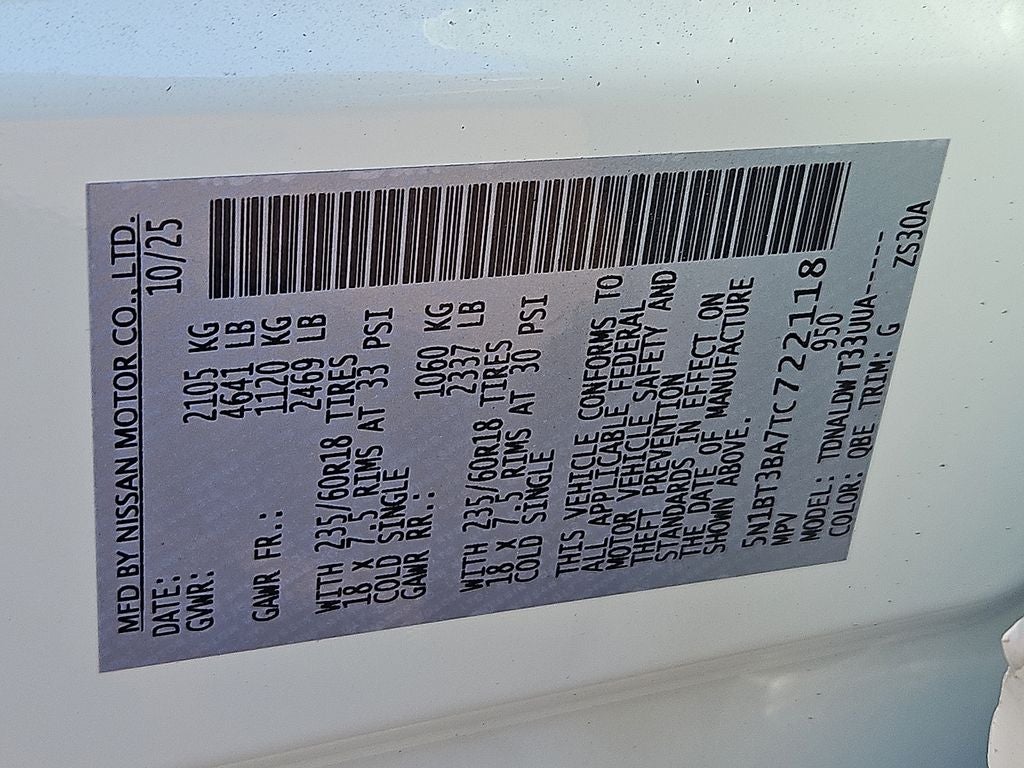 MFD BY NISSAN MOTOR CO., LTD.
DATE: 10/25
GVWR: 2105 KG
4641 LB
GAWR FR.: 1120 KG
2469 LB
WITH 235/60R18 TIRES
18 X 7.5 RIMS AT 33 PSI
COLD SINGLE
GAWR RR.: 1060 KG
2337 LB
WITH 235/60R18 TIRES
18 X 7.5 RIMS AT 30 PSI
COLD SINGLE
THIS VEHICLE CONFORMS TO
ALL APPLICABLE FEDERAL
MOTOR VEHICLE SAFETY AND
THEFT PREVENTION
STANDARDS IN EFFECT ON
THE DATE OF MANUFACTURE
SHOWN ABOVE.
5N1BT3BA7TC722118
MPV 950
MODEL: TDNALDW T33UUA------
COLOR: QBE TRIM: G ZS30A